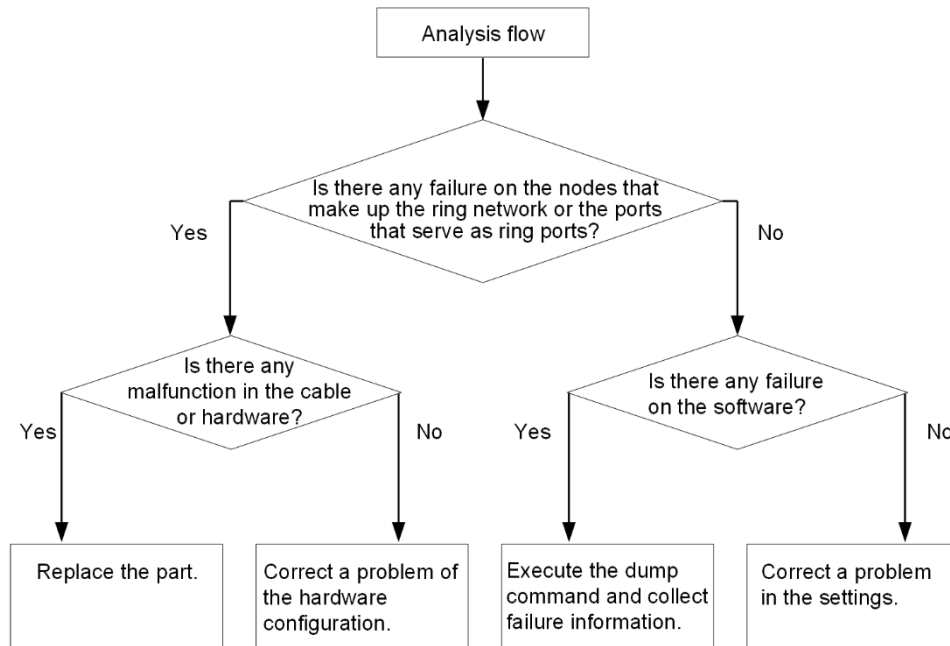 Analysis flow
Is there any failure on the nodes that
make up the ring network or the ports
that serve as ring ports?
Yes
No
Is there any
malfunction in the cable
or hardware?
Is there any failure
on the software?
Yes
No
Yes
No
Replace the part.
Correct a problem of
the hardware
configuration.
Execute the dump
command and collect
failure information.
Correct a problem
in the settings.